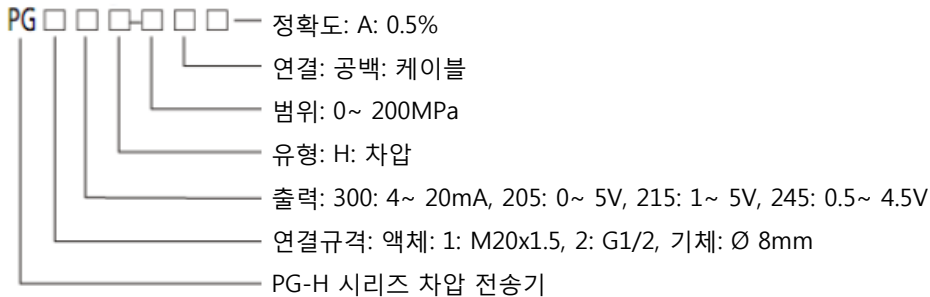 PG□□□-□□□ 정확도: A: 0.5%
연결: 공백: 케이블
범위: 0~ 200MPa
유형: H: 차압
출력: 300: 4~ 20mA, 205: 0~ 5V, 215: 1~ 5V, 245: 0.5~ 4.5V
연결규격: 액체: 1: M20x1.5, 2: G1/2, 기체: Ø 8mm
PG-H 시리즈 차압 전송기